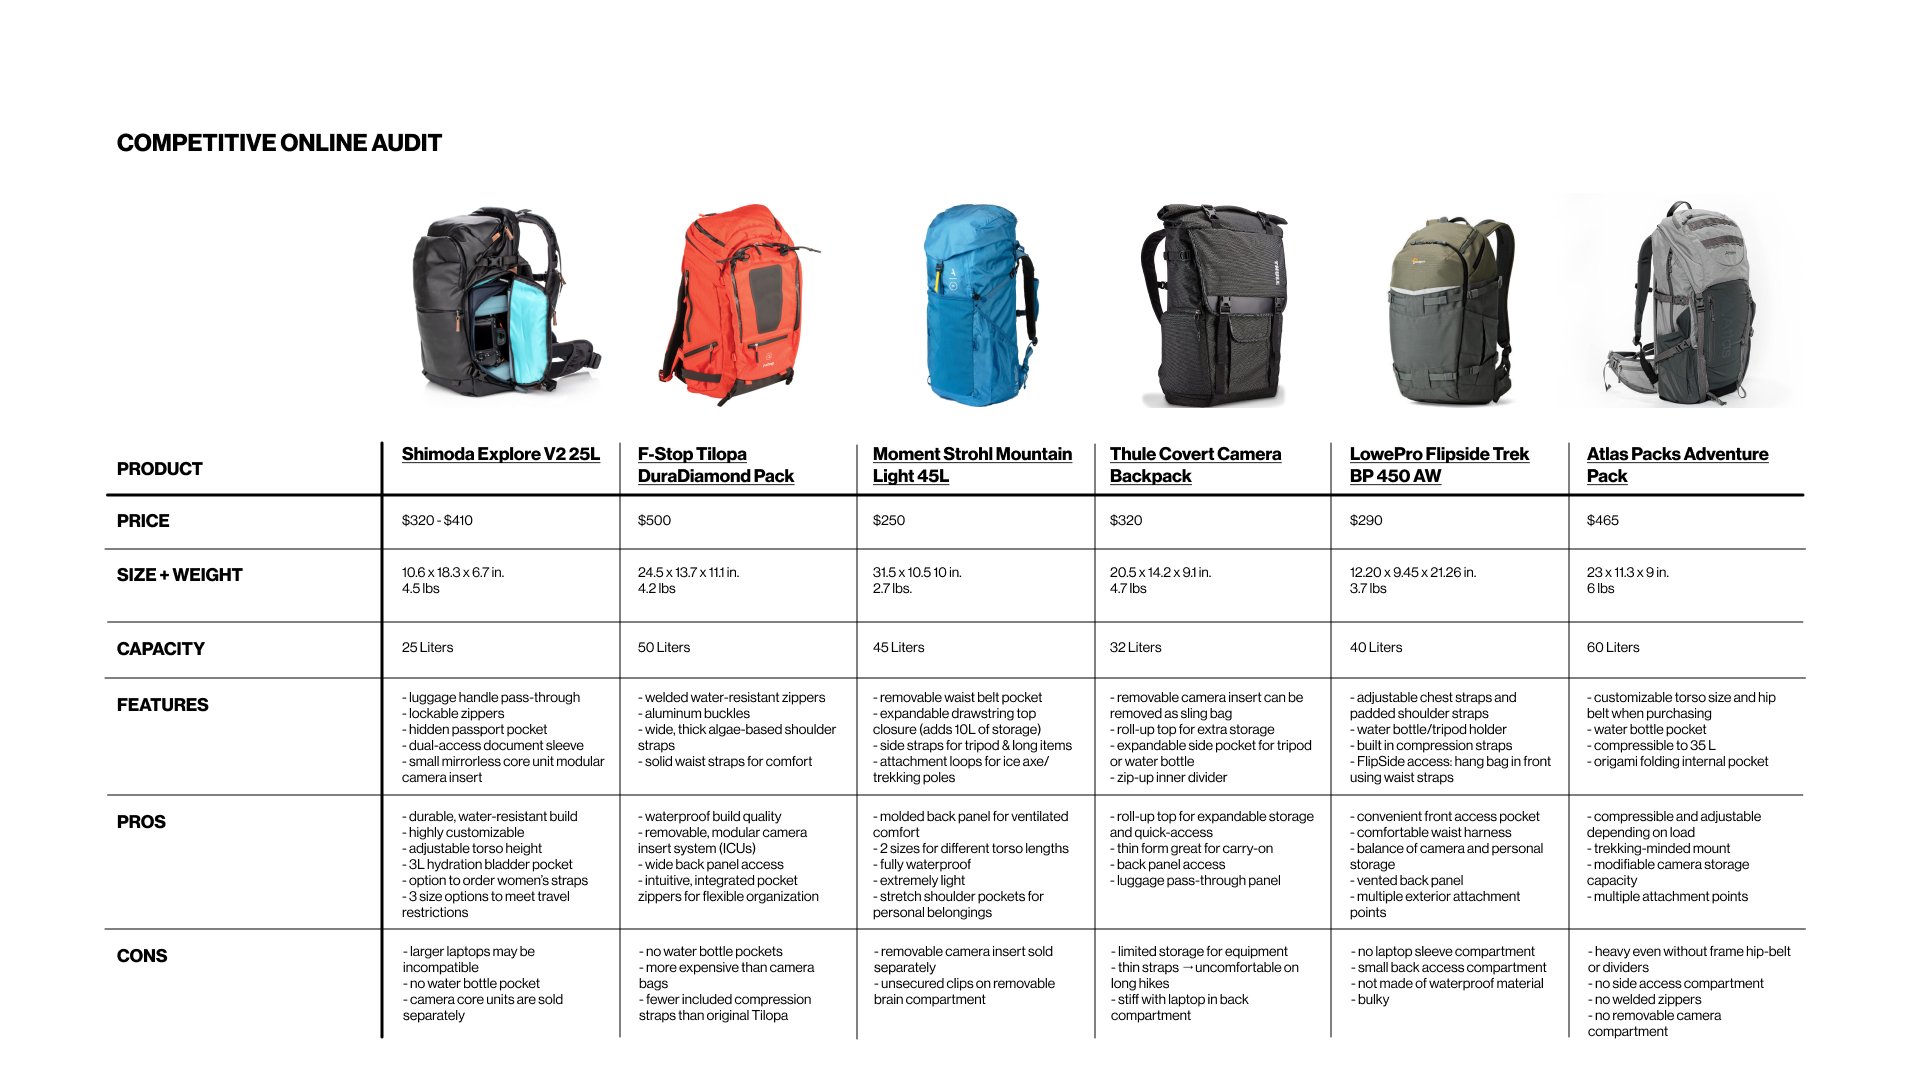 COMPETITIVE ONLINE AUDIT
THULE
PRODUCT
Shimoda Explore V2 25L
F-Stop Tilopa
DuraDiamond Pack
Moment Strohl Mountain
Light 45L
Thule Covert Camera
Backpack
LowePro Flipside Trek
BP 450 AW
Atlas Packs Adventure
Pack
PRICE
$320 - $410
$500
$250
$320
$290
$465
SIZE + WEIGHT
10.6 x 18.3 x 6.7 in.
4.5 lbs
24.5 x 13.7 x 11.1 in.
4.2 lbs
31.5 x 10.5 10 in.
2.7 lbs.
20.5 x 14.2 x 9.1 in.
4.7 lbs
12.20 x 9.45 x 21.26 in.
3.7 lbs
23 x 11.3 x 9 in.
6 lbs
CAPACITY
25 Liters
50 Liters
45 Liters
32 Liters
40 Liters
60 Liters
FEATURES
- luggage handle pass-through
- lockable zippers
- hidden passport pocket
- dual-access document sleeve
- small mirrorless core unit modular
camera insert
- welded water-resistant zippers
- aluminum buckles
- wide, thick algae-based shoulder
straps
- solid waist straps for comfort
- removable waist belt pocket
- expandable drawstring top
closure (adds 10L of storage)
- side straps for tripod & long items
- attachment loops for ice axe/
trekking poles
- removable camera insert can be
removed as sling bag
- roll-up top for extra storage
- expandable side pocket for tripod
or water bottle
- zip-up inner divider
- adjustable chest straps and
padded shoulder straps
- water bottle/tripod holder
- built in compression straps
- FlipSide access: hang bag in front
using waist straps
- customizable torso size and hip
belt when purchasing
- water bottle pocket
- compressible to 35 L
- origami folding internal pocket
PROS
- durable, water-resistant build
- highly customizable
- adjustable torso height
- 3L hydration bladder pocket
- option to order women's straps
- 3 size options to meet travel
restrictions
- waterproof build quality
- removable, modular camera
insert system (ICUs)
- wide back panel access
- intuitive, integrated pocket
zippers for flexible organization
- molded back panel for ventilated
comfort
- 2 sizes for different torso lengths
- fully waterproof
- extremely light
- stretch shoulder pockets for
personal belongings
- roll-up top for expandable storage
and quick-access
- thin form great for carry-on
- back panel access
- luggage pass-through panel
- convenient front access pocket
- comfortable waist harness
- balance of camera and personal
storage
- vented back panel
- multiple exterior attachment
points
- compressible and adjustable
depending on load
- trekking-minded mount
- modifiable camera storage
capacity
- multiple attachment points
CONS
- larger laptops may be
incompatible
- no water bottle pocket
- camera core units are sold
separately
- no water bottle pockets
- more expensive than camera
bags
- fewer included compression
straps than original Tilopa
- removable camera insert sold
separately
- unsecured clips on removable
brain compartment
- limited storage for equipment
- thin straps → uncomfortable on
long hikes
- stiff with laptop in back
compartment
- no laptop sleeve compartment
- small back access compartment
- not made of waterproof material
- bulky
- heavy even without frame hip-belt
or dividers
- no side access compartment
- no welded zippers
- no removable camera
compartment